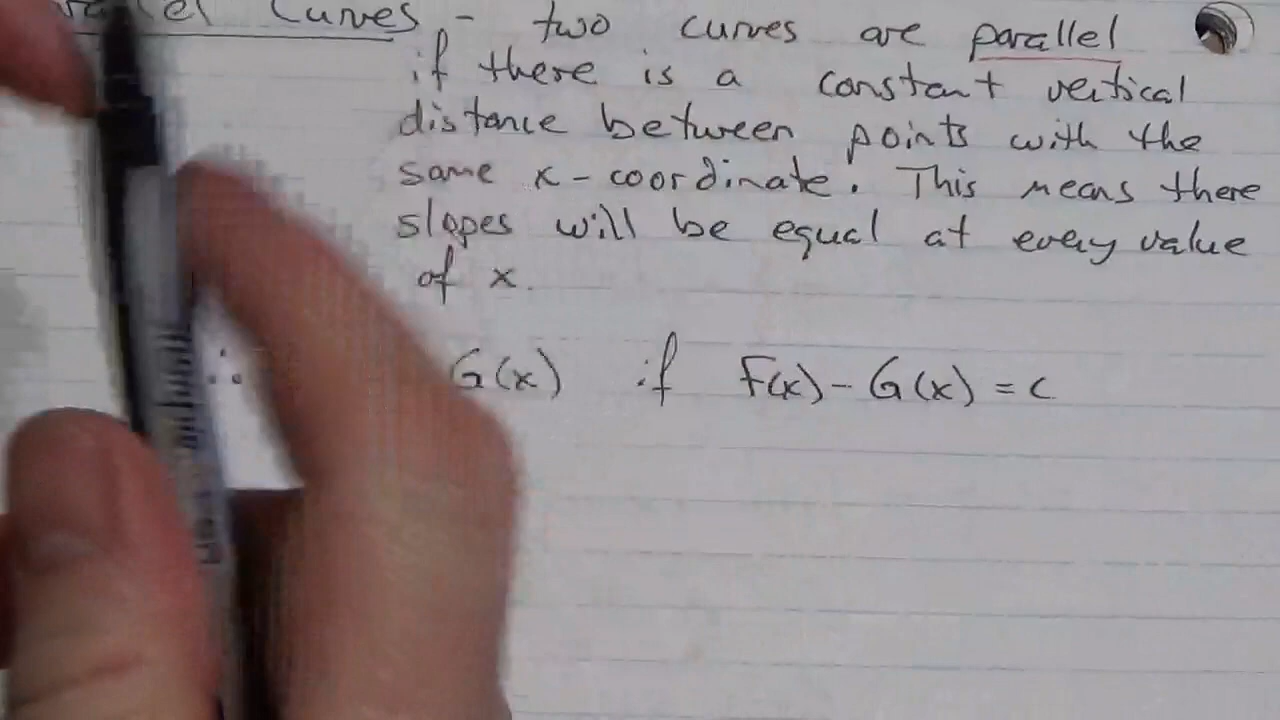 Curves - two curves are parallel
if there is a constant vertical
distance between points with the
same x-coordinate. This means there
slopes will be equal at every value
of x.
∴ G(x) if F(x) - G(x) = c